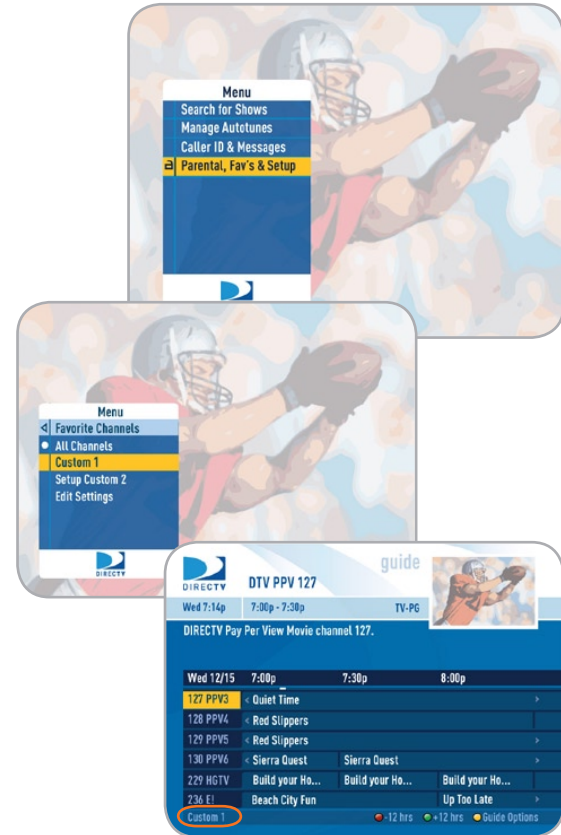 Menu
Search for Shows
Manage Autotunes
Caller ID & Messages
a Parental, Fav's & Setup
Menu
Favorite Channels
All Channels
Custom 1
Setup Custom 2
Edit Settings
DIRECTV
DIRECTV
DTV PPV 127
guide
Wed 7:14p 7:00p - 7:30p TV-PG
DIRECTV Pay Per View Movie channel 127.
Wed 12/15 7:00p 7:30p 8:00p
127 PPV3 < Quiet Time >
128 PPV4 < Red Slippers
129 PPV5 < Red Slippers >
130 PPV6 < Sierra Quest Sierra Quest >
229 HGTV Build your Ho... Build your Ho... Build your Ho...
236 E! Beach City Fun Up Too Late >
Custom 1 -12 hrs +12 hrs Guide Options